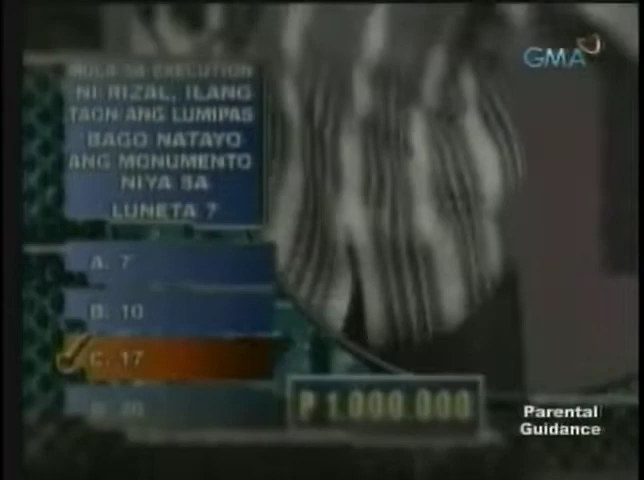 GMA
MULA SA EXECUTION
NI RIZAL, ILANG
TAON ANG LUMIPAS
BAGO NATAYO
ANG MONUMENTO
NIYA SA
LUNETA ?
A. 7
B. 10
C. 17
D. 20
₱ 1,000,000
Parental
Guidance